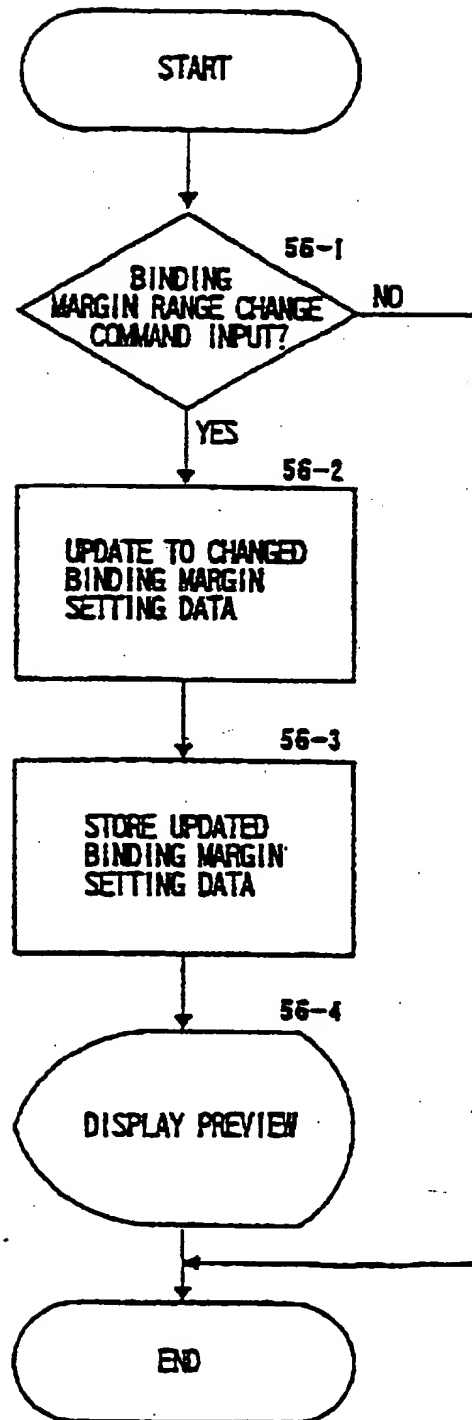 START
56-1
BINDING
MARGIN RANGE CHANGE
COMMAND INPUT?
NO
YES
56-2
UPDATE TO CHANGED
BINDING MARGIN
SETTING DATA
56-3
STORE UPDATED
BINDING MARGIN
SETTING DATA
56-4
DISPLAY PREVIEW
END